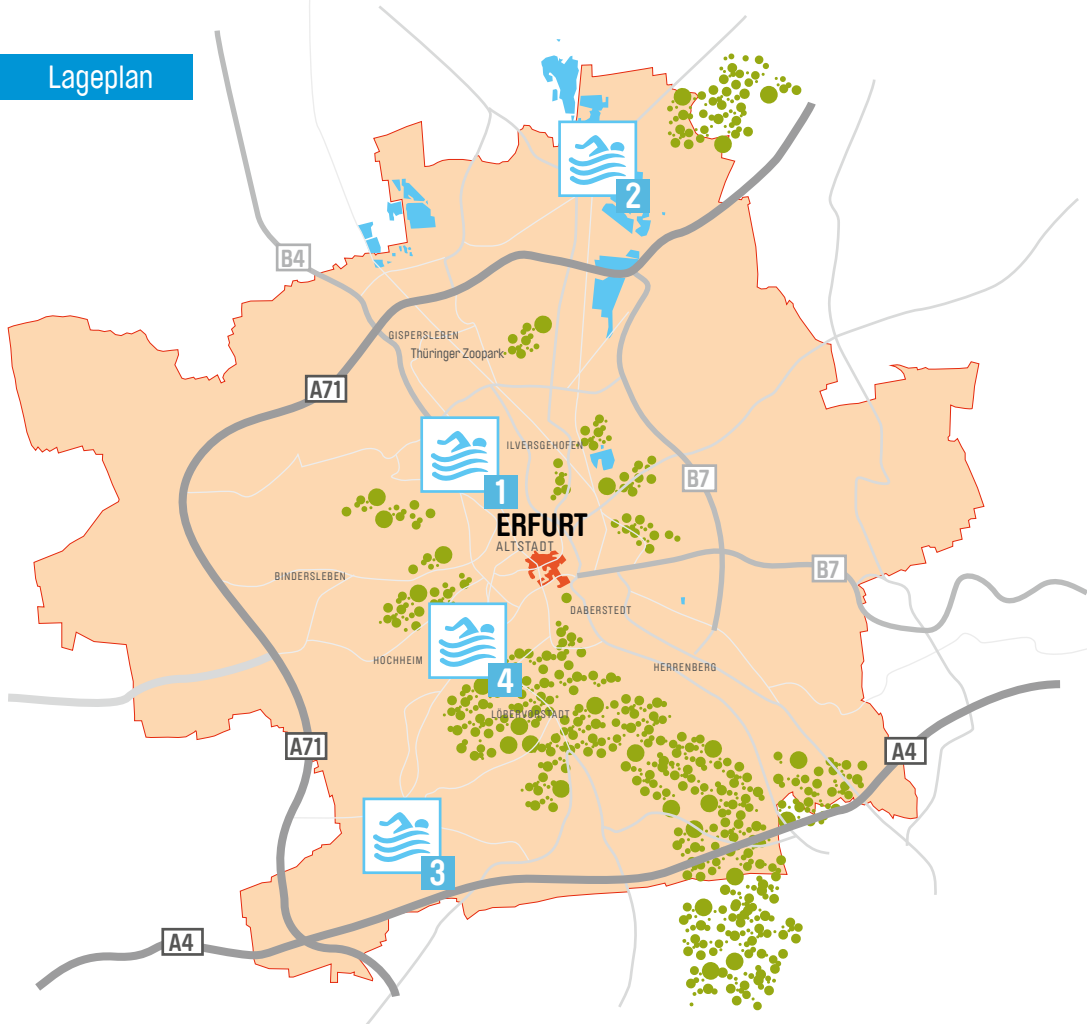 Lageplan
2
B4
GISPERSLEBEN
Thüringer Zoopark
A71
ILVERSGEHOFEN
B7
1
ERFURT
ALTSTADT
B7
BINDERSLEBEN
DABERSTEDT
HOCHHEIM
HERRENBERG
4
LÖBERVORSTADT
A71
A4
3
A4